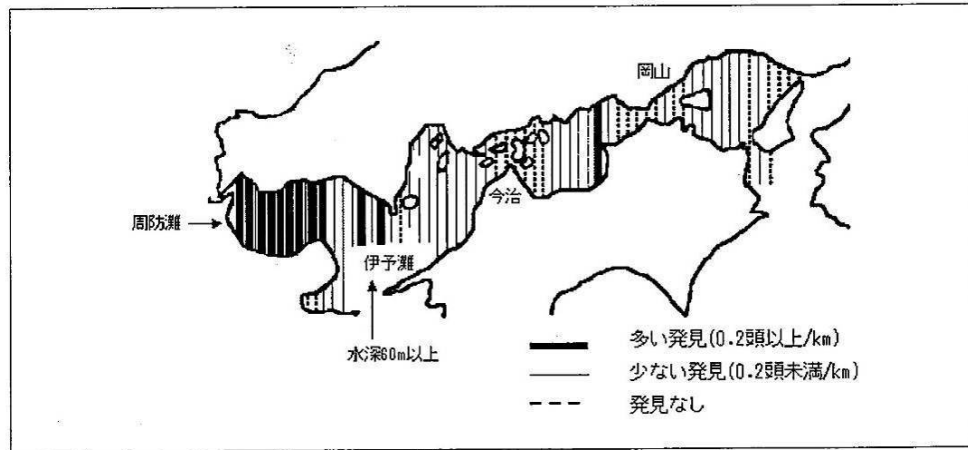 岡山
今治
周防灘
伊予灘
水深60m以上
多い発見(0.2頭以上/km)
少ない発見(0.2頭未満/km)
発見なし